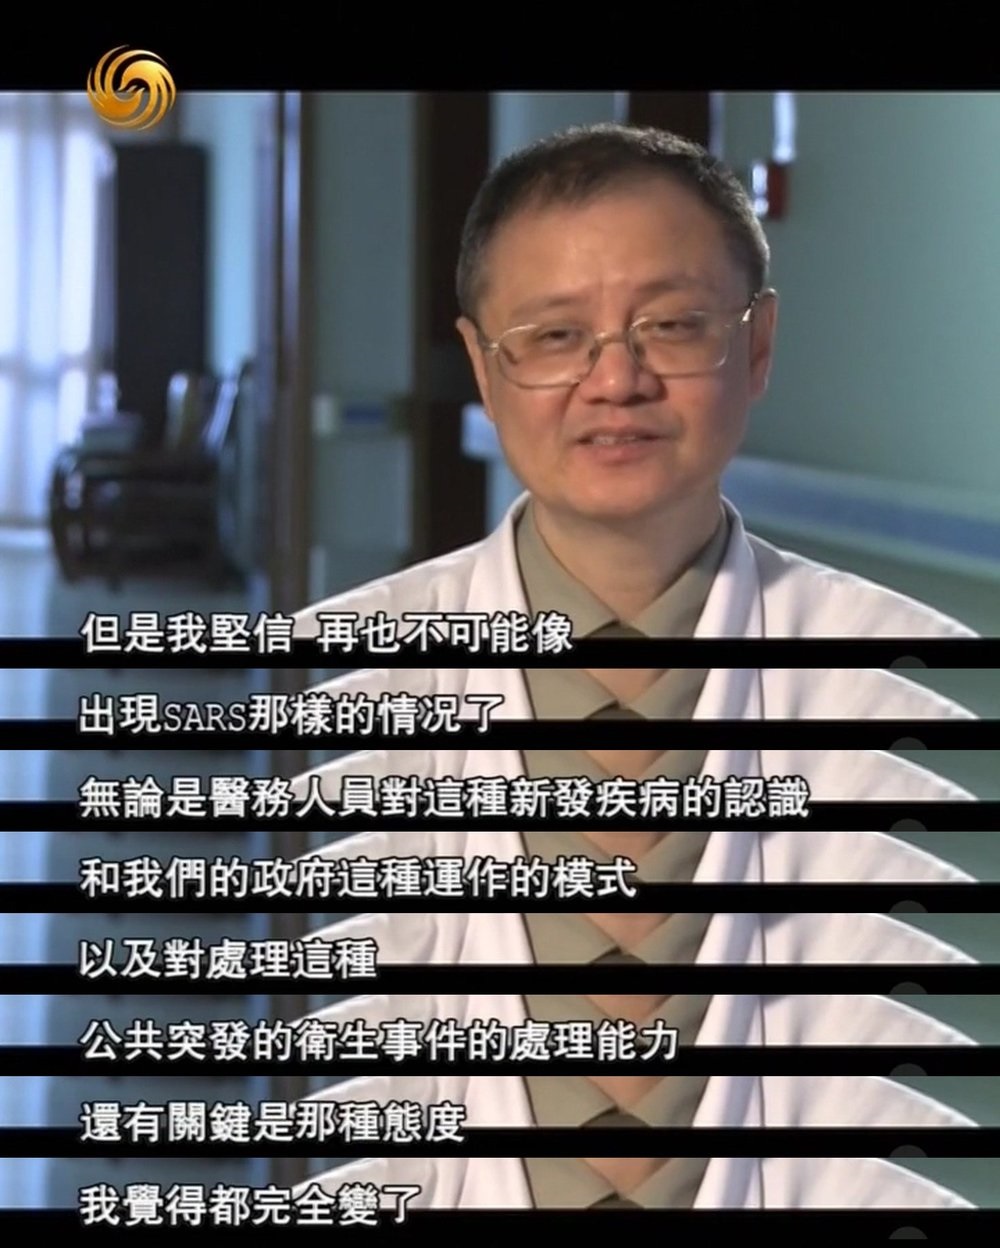 但是我堅信 再也不可能像
出現SARS那樣的情况了
無論是醫務人員對這種新發疾病的認識
和我們的政府這種運作的模式
以及對處理這種
公共突發的衛生事件的處理能力
還有關鍵是那種態度
我覺得都完全變了